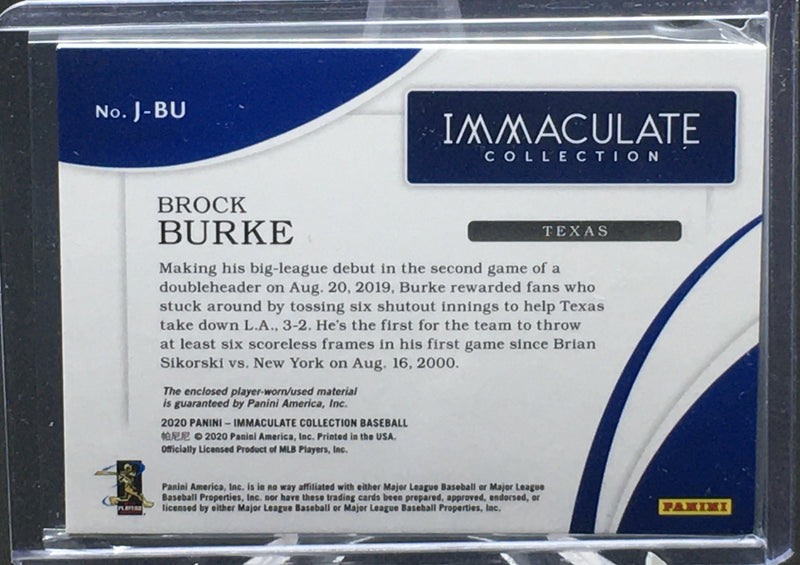 No. J-BU
IMMACULATE
COLLECTION
BROCK
BURKE
TEXAS
Making his big-league debut in the second game of a
doubleheader on Aug. 20, 2019, Burke rewarded fans who
stuck around by tossing six shutout innings to help Texas
take down L.A., 3-2. He's the first for the team to throw
at least six scoreless frames in his first game since Brian
Sikorski vs. New York on Aug. 16, 2000.
The enclosed player-worn/used material
is guaranteed by Panini America, Inc.
2020 PANINI – IMMACULATE COLLECTION BASEBALL
帕尼尼 © 2020 Panini America, Inc. Printed in the USA.
Officially Licensed Product of MLB Players, Inc.
Panini America, Inc. is in no way affiliated with either Major League Baseball or Major League
Baseball Properties, Inc. nor have these trading cards been prepared, approved, endorsed, or
licensed by either Major League Baseball or Major League Baseball Properties, Inc.
PLAYERS
PANINI